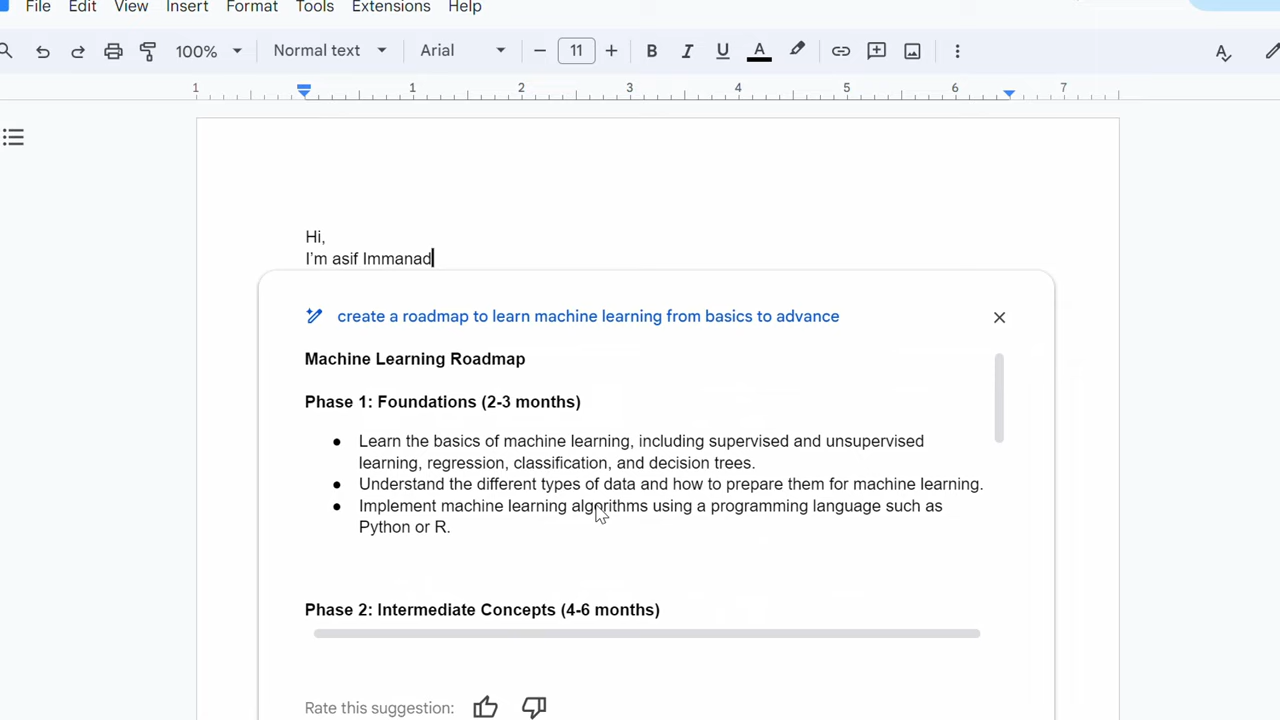 File Edit View Insert Format Tools Extensions Help
100% Normal text Arial 11
1 1 2 3 4 5 6 7
Hi,
I'm asif Immanad
create a roadmap to learn machine learning from basics to advance
Machine Learning Roadmap
Phase 1: Foundations (2-3 months)
● Learn the basics of machine learning, including supervised and unsupervised
learning, regression, classification, and decision trees.
● Understand the different types of data and how to prepare them for machine learning.
● Implement machine learning algorithms using a programming language such as
Python or R.
Phase 2: Intermediate Concepts (4-6 months)
Rate this suggestion: